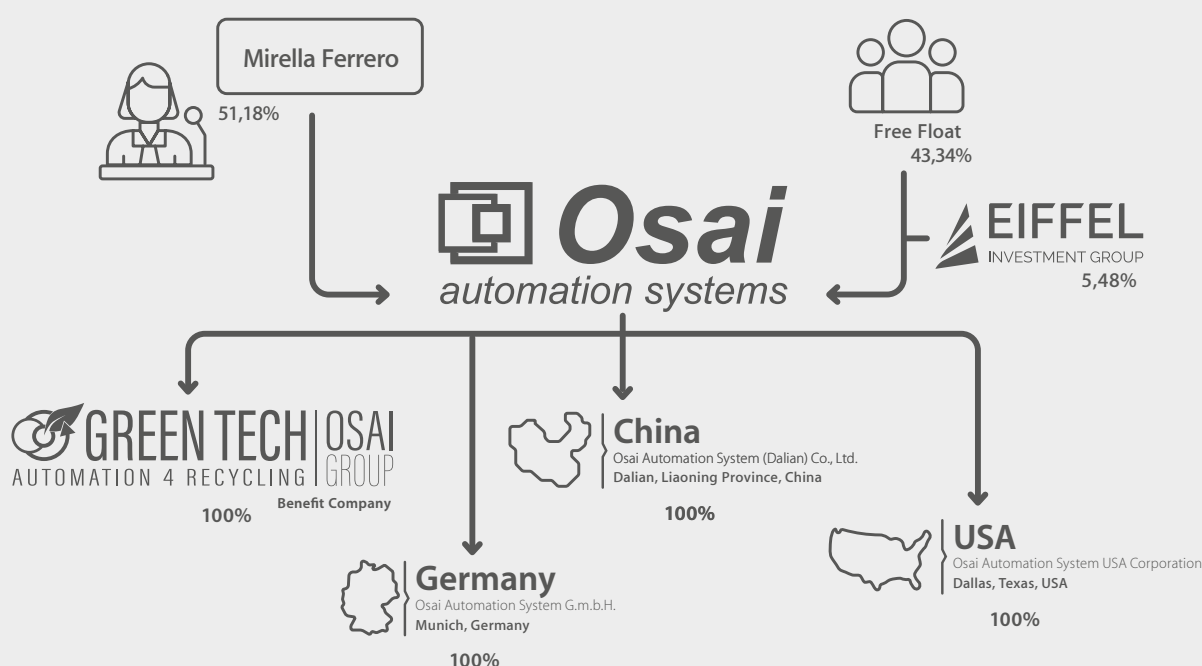 Mirella Ferrero
51,18%
Free Float
43,34%
Osai
automation systems
EIFFEL
INVESTMENT GROUP
5,48%
GREEN TECH
AUTOMATION 4 RECYCLING
OSAI
GROUP
Benefit Company
100%
China
Osai Automation System (Dalian) Co., Ltd.
Dalian, Liaoning Province, China
100%
Germany
Osai Automation System G.m.b.H.
Munich, Germany
100%
USA
Osai Automation System USA Corporation
Dallas, Texas, USA
100%